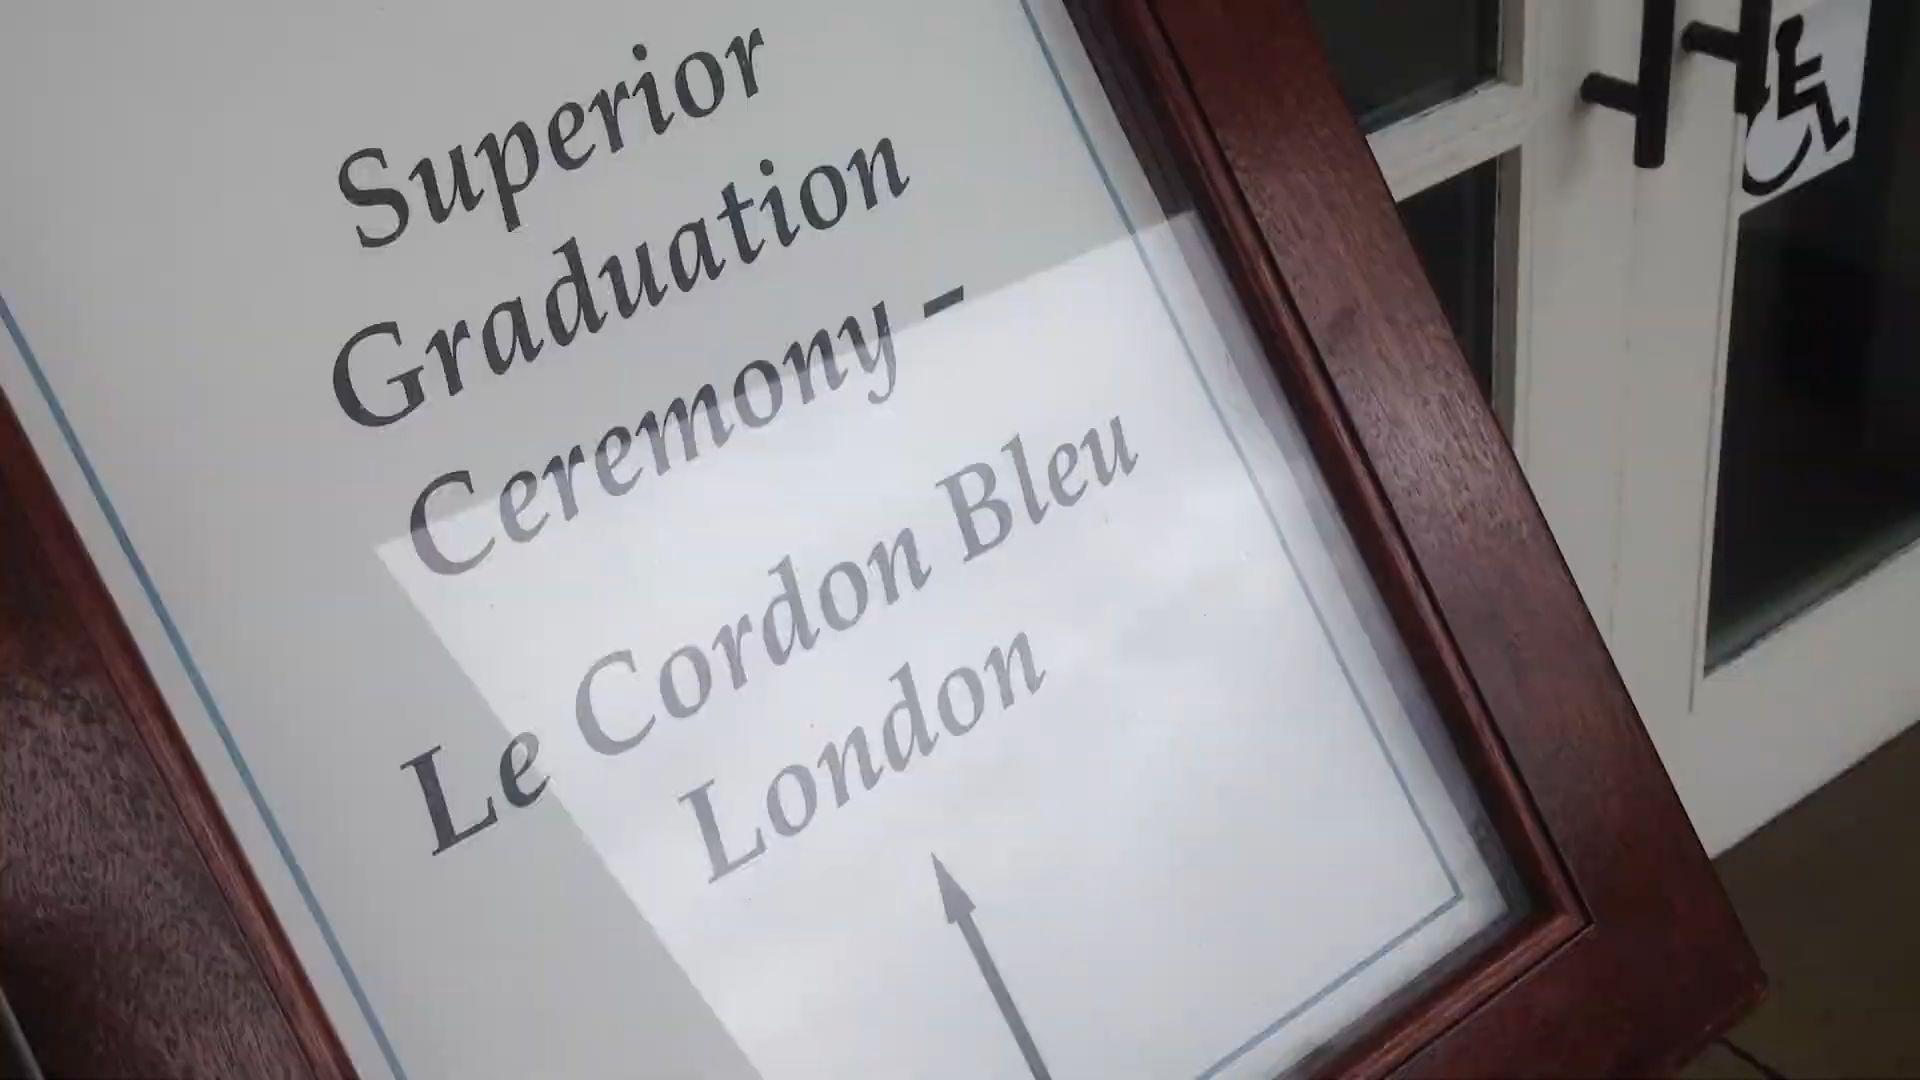 Superior
Graduation
Ceremony –
Le Cordon Bleu
London